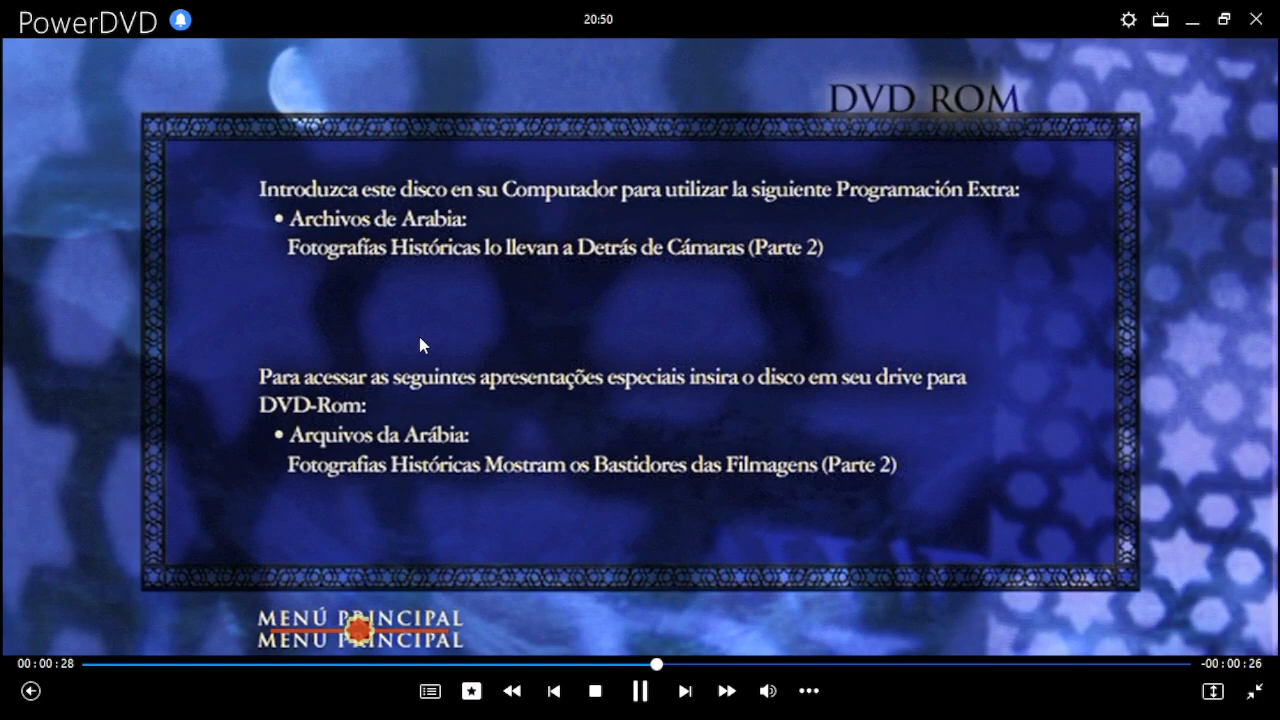 PowerDVD
20:50
DVD ROM
Introduzca este disco en su Computador para utilizar la siguiente Programación Extra:
• Archivos de Arabia:
Fotografías Históricas lo llevan a Detrás de Cámaras (Parte 2)
Para acessar as seguintes apresentações especiais insira o disco em seu drive para
DVD-Rom:
• Arquivos da Arábia:
Fotografias Históricas Mostram os Bastidores das Filmagens (Parte 2)
MENÚ PRINCIPAL
MENU PRINCIPAL
00:00:28
-00:00:26